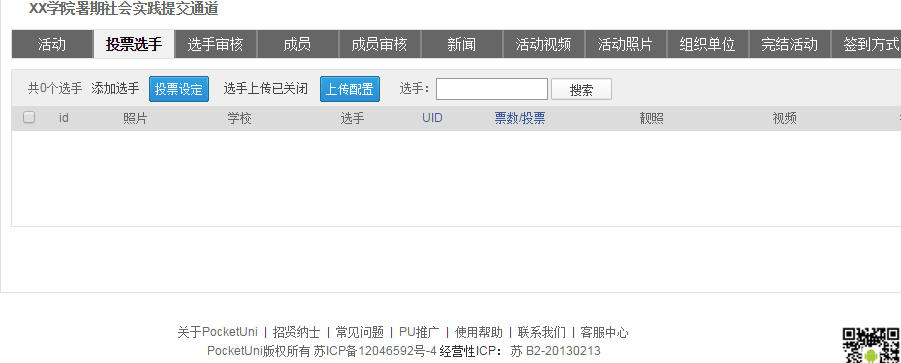 XX学院暑期社会实践提交通道
活动 投票选手 选手审核 成员 成员审核 新闻 活动视频 活动照片 组织单位 完结活动 签到方式
共0个选手 添加选手 投票设定 选手上传已关闭 上传配置 选手： 搜索
id 照片 学校 选手 UID 票数/投票 靓照 视频
关于PocketUni | 招贤纳士 | 常见问题 | PU推广 | 使用帮助 | 联系我们 | 客服中心
PocketUni版权所有 苏ICP备12046592号-4 经营性ICP： 苏 B2-20130213